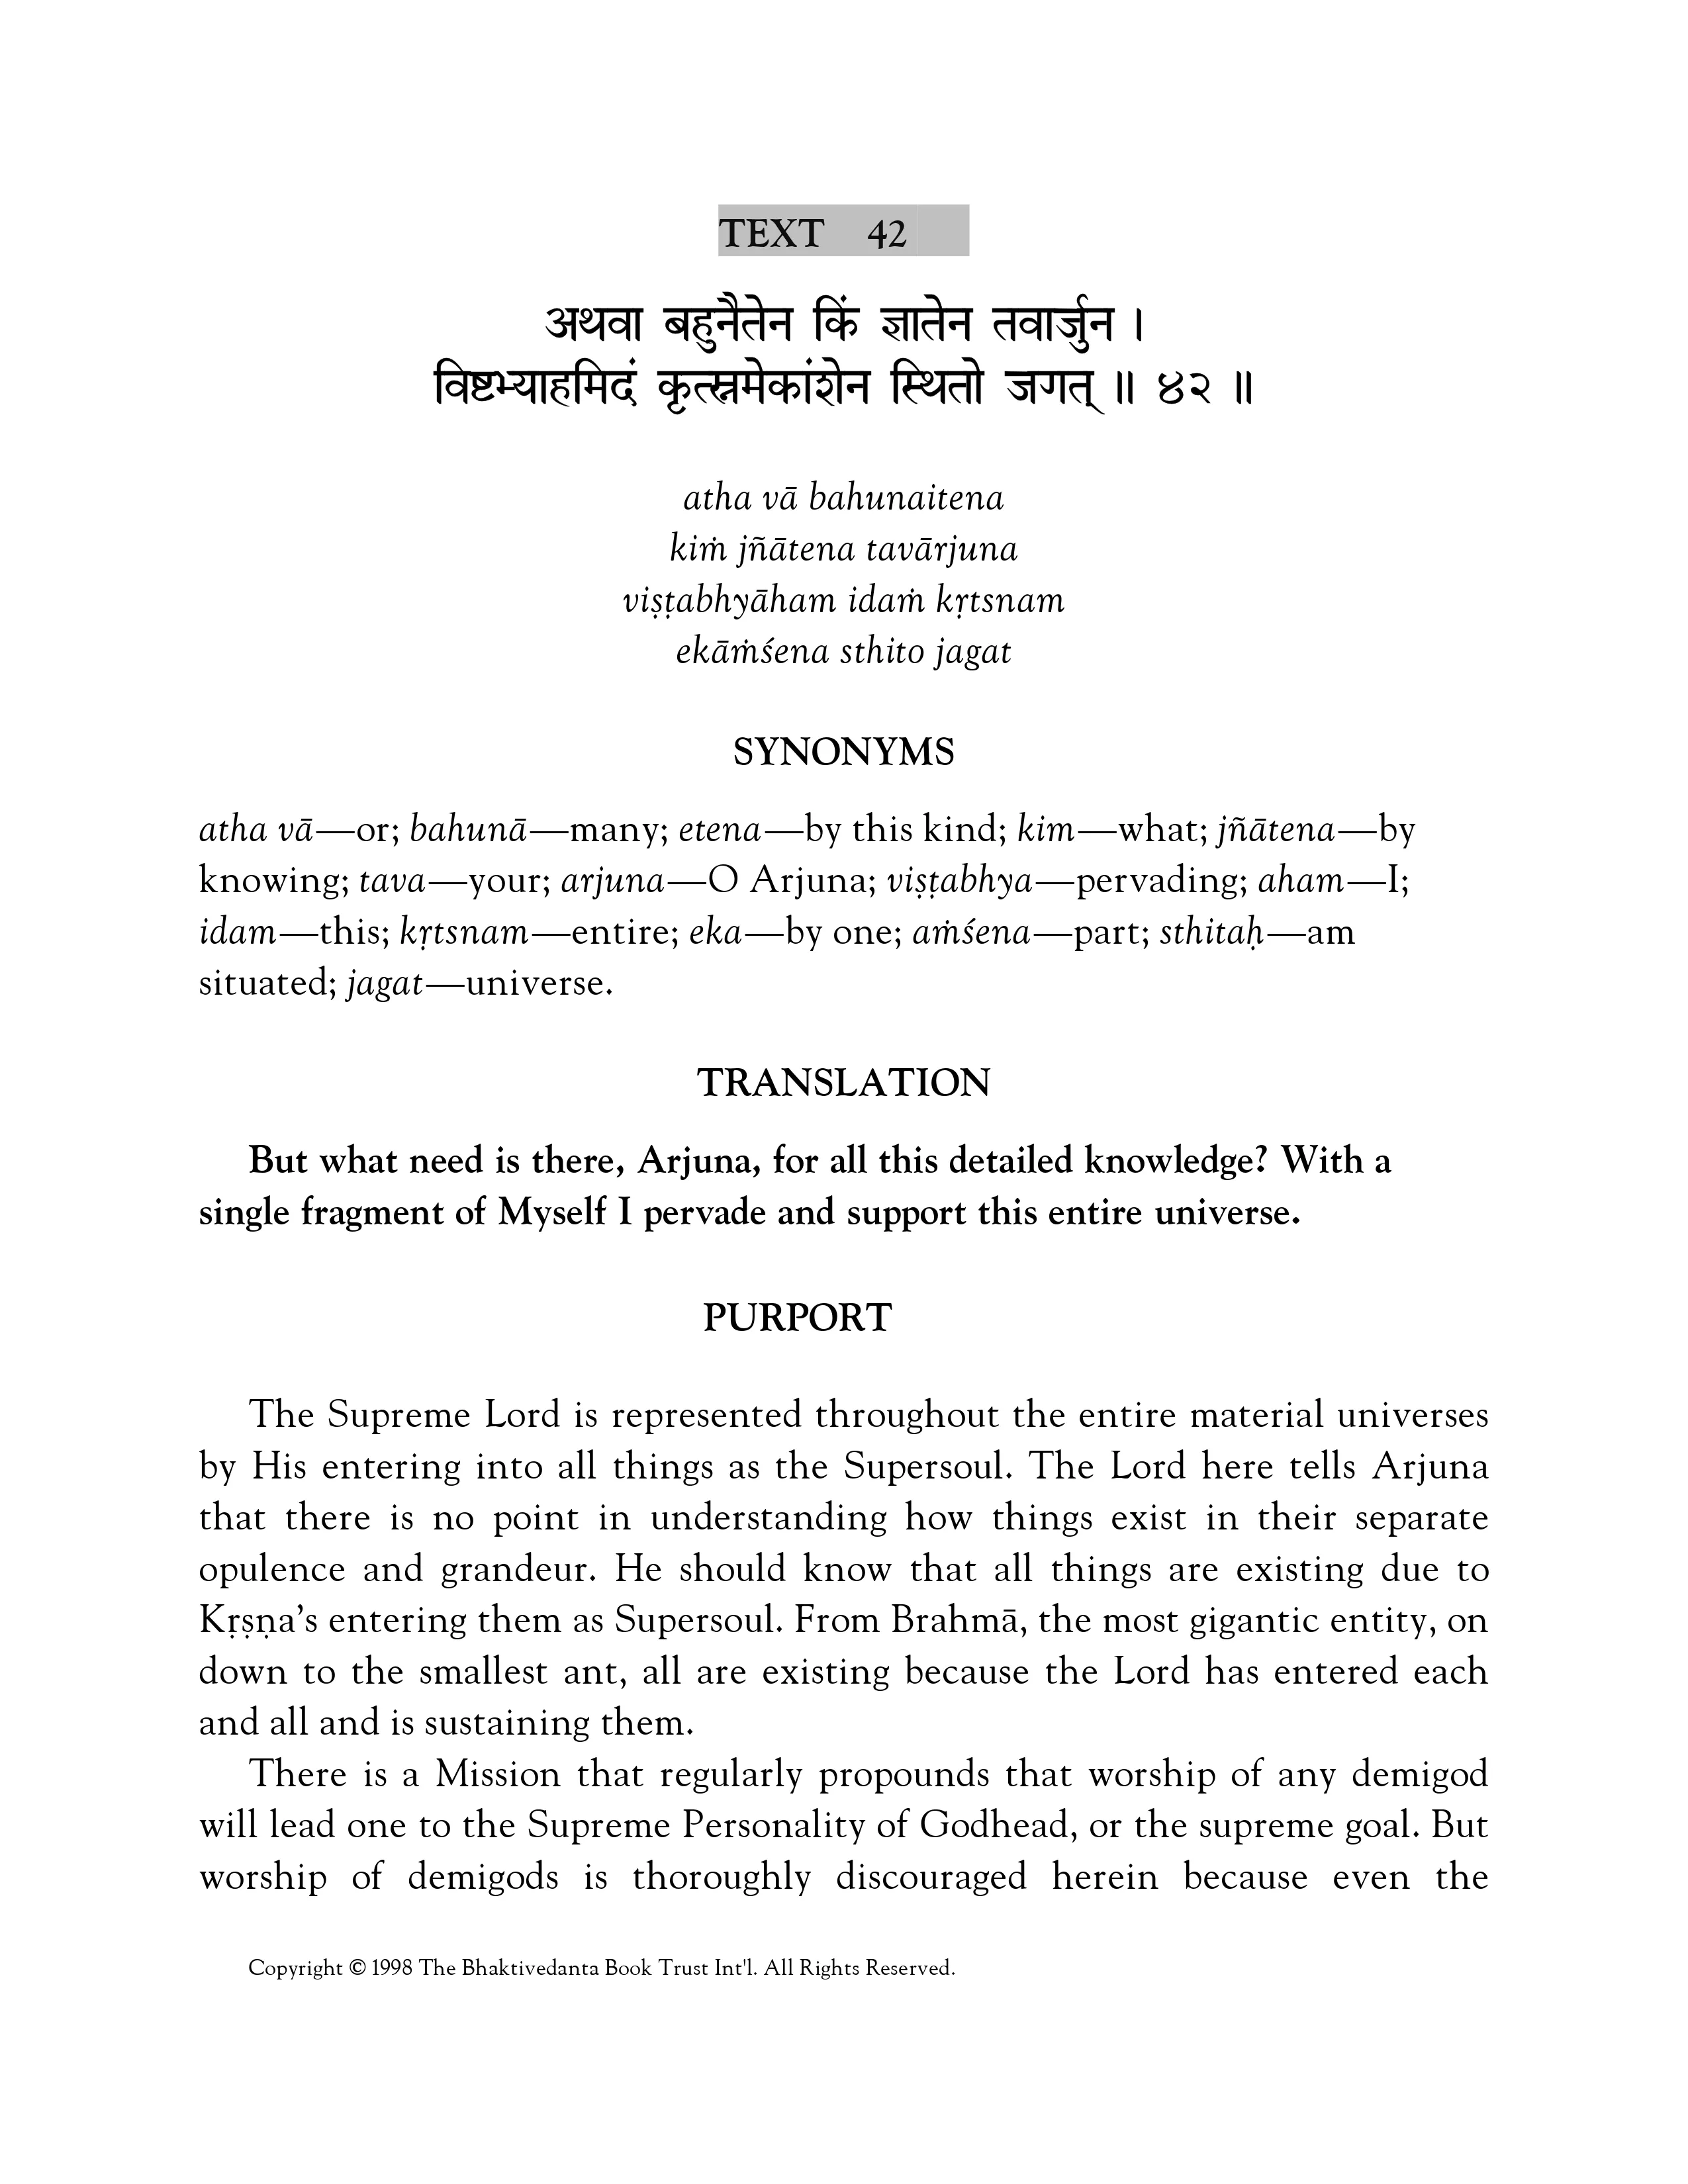 TEXT 42
अथवा बहुनैतेन किं ज्ञातेन तवार्जुन ।
विष्टभ्याहमिदं कृत्स्नमेकांशेन स्थितो जगत् ॥ ४२ ॥
atha vā bahunaitena
kiṁ jñātena tavārjuna
viṣṭabhyāham idaṁ kṛtsnam
ekāṁśena sthito jagat
SYNONYMS
atha vā—or; bahunā—many; etena—by this kind; kim—what; jñātena—by
knowing; tava—your; arjuna—O Arjuna; viṣṭabhya—pervading; aham—I;
idam—this; kṛtsnam—entire; eka—by one; aṁśena—part; sthitaḥ—am
situated; jagat—universe.
TRANSLATION
But what need is there, Arjuna, for all this detailed knowledge? With a
single fragment of Myself I pervade and support this entire universe.
PURPORT
The Supreme Lord is represented throughout the entire material universes
by His entering into all things as the Supersoul. The Lord here tells Arjuna
that there is no point in understanding how things exist in their separate
opulence and grandeur. He should know that all things are existing due to
Kṛṣṇa’s entering them as Supersoul. From Brahmā, the most gigantic entity, on
down to the smallest ant, all are existing because the Lord has entered each
and all and is sustaining them.
There is a Mission that regularly propounds that worship of any demigod
will lead one to the Supreme Personality of Godhead, or the supreme goal. But
worship of demigods is thoroughly discouraged herein because even the
Copyright © 1998 The Bhaktivedanta Book Trust Int'l. All Rights Reserved.